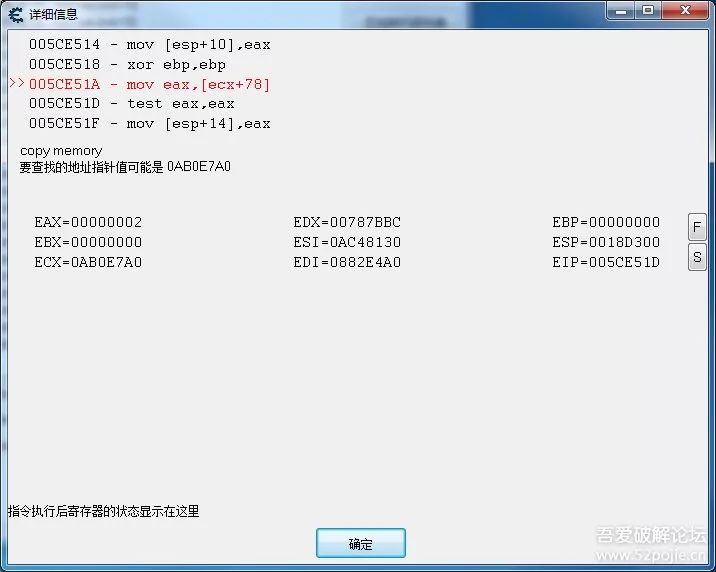 详细信息
005CE514 - mov [esp+10],eax
005CE518 - xor ebp,ebp
>>005CE51A - mov eax,[ecx+78]
005CE51D - test eax,eax
005CE51F - mov [esp+14],eax
copy memory
要查找的地址指针值可能是 0AB0E7A0
EAX=00000002 EDX=00787BBC EBP=00000000
EBX=00000000 ESI=0AC48130 ESP=0018D300
ECX=0AB0E7A0 EDI=0882E4A0 EIP=005CE51D
F
S
指令执行后寄存器的状态显示在这里
确定
吾爱破解论坛
www.52pojie.cn